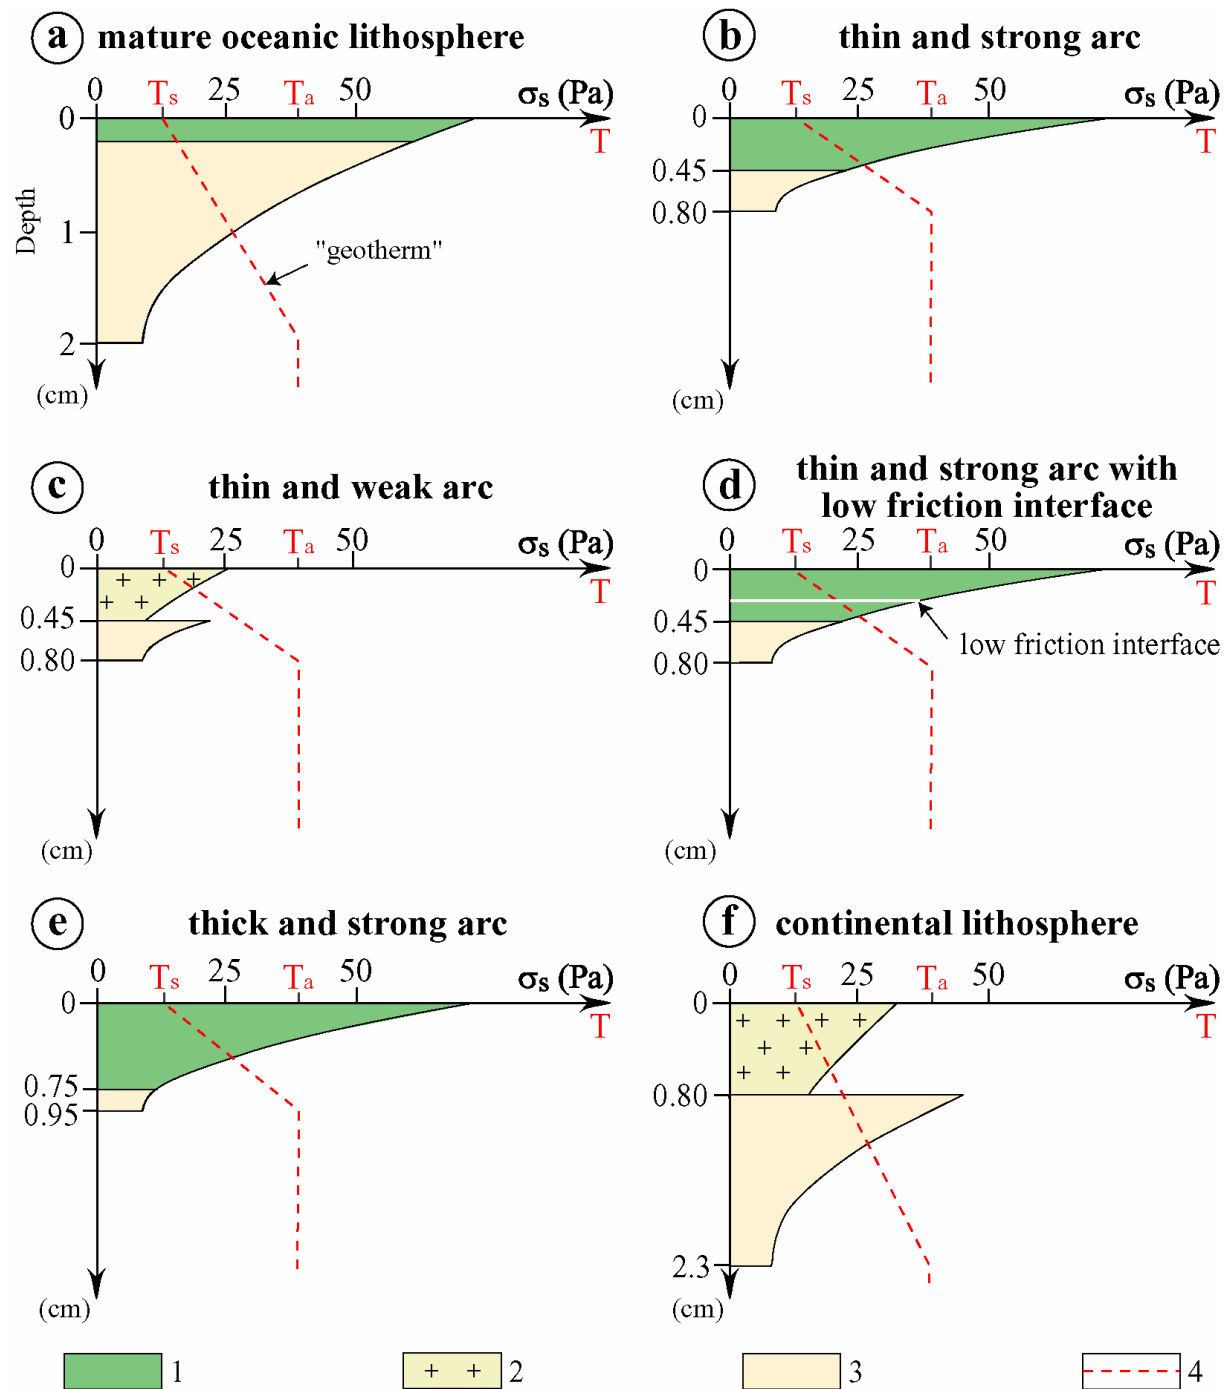 a mature oceanic lithosphere
0 Ts 25 Ta 50 σs (Pa)
T
0
1
2
Depth
(cm)
"geotherm"
b thin and strong arc
0 Ts 25 Ta 50 σs (Pa)
T
0
0.45
0.80
(cm)
c thin and weak arc
0 Ts 25 Ta 50 σs (Pa)
T
0
0.45
0.80
(cm)
d thin and strong arc with
low friction interface
0 Ts 25 Ta 50 σs (Pa)
T
0
0.45
0.80
low friction interface
(cm)
e thick and strong arc
0 Ts 25 Ta 50 σs (Pa)
T
0
0.75
0.95
(cm)
f continental lithosphere
0 Ts 25 Ta 50 σs (Pa)
T
0
0.80
2.3
(cm)
1 2 3 4